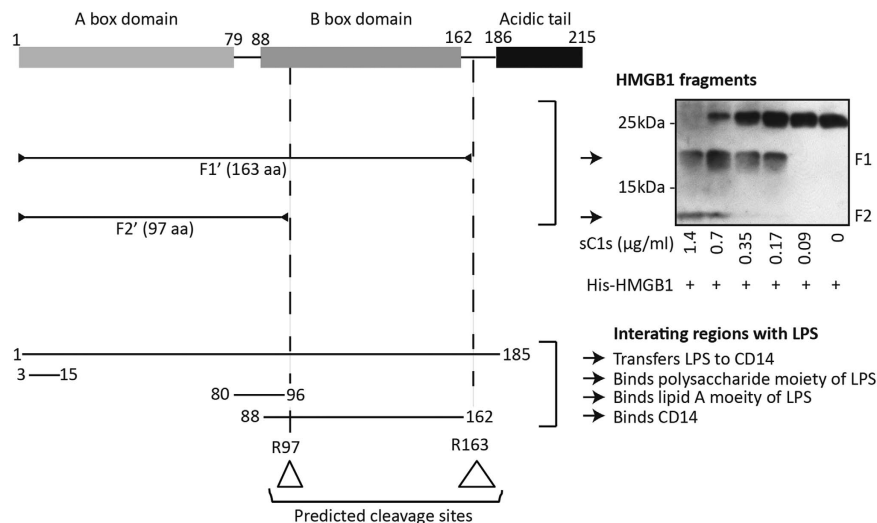 A box domain B box domain Acidic tail
1 79 88 162 186 215
HMGB1 fragments
25kDa -
F1' (163 aa)
F1
15kDa -
F2' (97 aa)
F2
sC1s (µg/ml) 1.4 0.7 0.35 0.17 0.09 0
His-HMGB1 + + + + + +
Interating regions with LPS
1 185 Transfers LPS to CD14
3 15 Binds polysaccharide moiety of LPS
80 96 Binds lipid A moeity of LPS
88 162 Binds CD14
R97 R163
Predicted cleavage sites